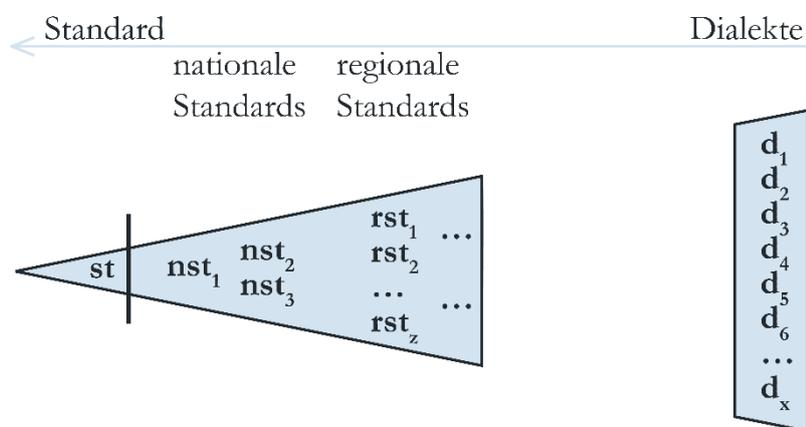 Standard Dialekte
nationale regionale
Standards Standards
st nst₁ nst₂ nst₃
rst₁ ...
rst₂
... ...
rst_z
d₁
d₂
d₃
d₄
d₅
d₆
...
dₓ